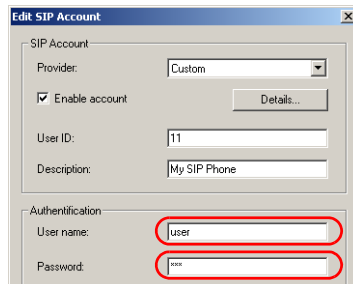 Edit SIP Account
SIP Account
Provider: Custom
Enable account Details...
User ID: 11
Description: My SIP Phone
Authentification
User name: user
Password: ***